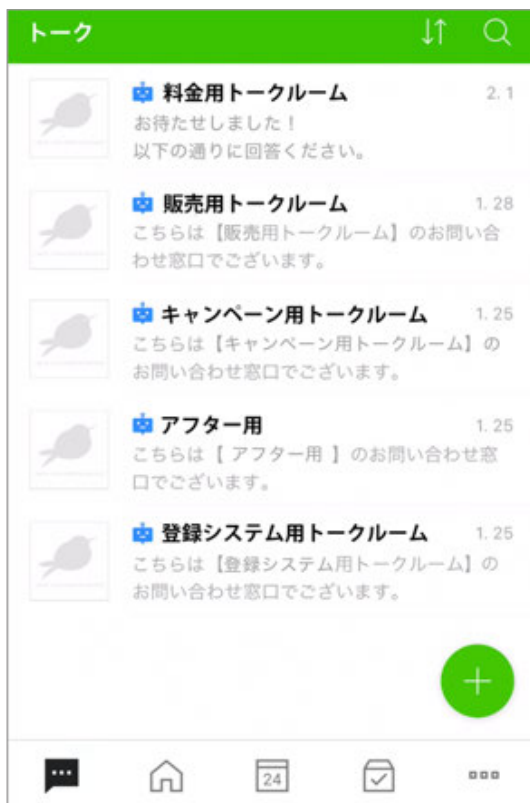 トーク
料金用トークルーム
2. 1
お待たせしました！
以下の通りに回答ください。
販売用トークルーム
1. 28
こちらは【販売用トークルーム】のお問い合
わせ窓口でございます。
キャンペーン用トークルーム
1. 25
こちらは【キャンペーン用トークルーム】の
お問い合わせ窓口でございます。
アフター用
1. 25
こちらは【 アフター用 】のお問い合わせ窓
口でございます。
登録システム用トークルーム
1. 25
こちらは【登録システム用トークルーム】の
お問い合わせ窓口でございます。
24